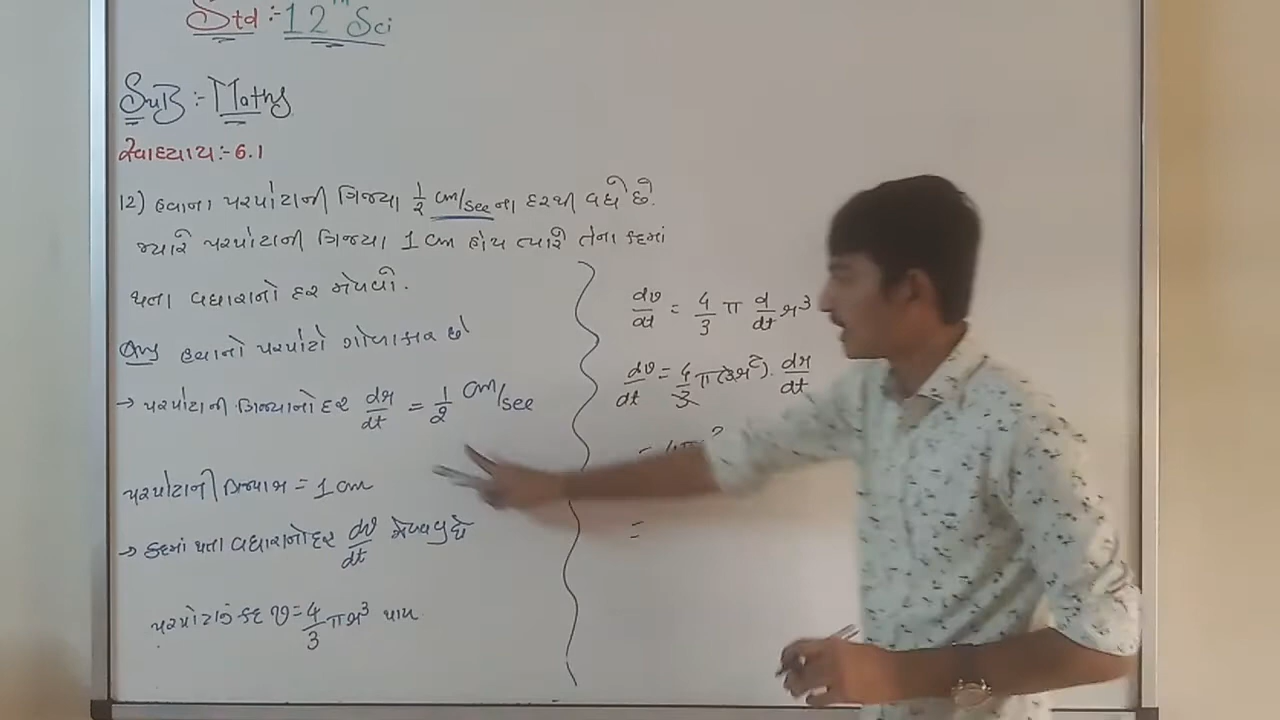 Std :- 12th Sci
SuB :- Maths
સ્વાધ્યાય :- 6.1
12) હવાના પરપોટાની ત્રિજ્યા 1/2 cm/sec ના દરથી વધે છે.
જ્યારે પરપોટાની ત્રિજ્યા 1 cm હોય ત્યારે તેના કદમાં
થતા વધારાનો દર મેળવો.
Ans હવાનો પરપોટો ગોળાકાર છે
→ પરપોટાની ત્રિજ્યાનો દર dr/dt = 1/2 cm/sec
પરપોટાની ત્રિજ્યા r = 1 cm
→ કદમાં થતા વધારાનો દર dv/dt મેળવવુ છે
પરપોટાનું કદ v = 4/3 πr³ થાય
dv/dt = 4/3 π d/dt r³
dv/dt = 4/3 π (3r²). dr/dt
=
=